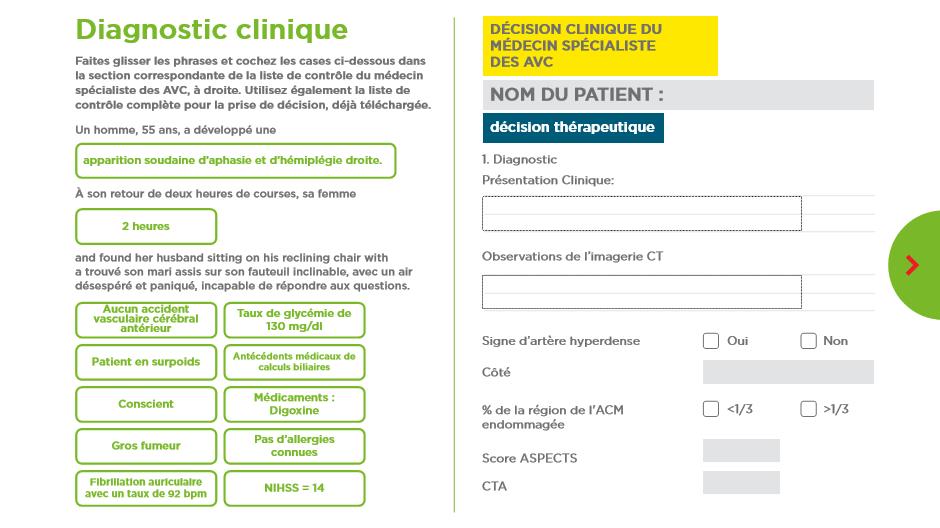 Diagnostic clinique
Faites glisser les phrases et cochez les cases ci-dessous dans
la section correspondante de la liste de contrôle du médecin
spécialiste des AVC, à droite. Utilisez également la liste de
contrôle complète pour la prise de décision, déjà téléchargée.
Un homme, 55 ans, a développé une
apparition soudaine d'aphasie et d'hémiplégie droite.
À son retour de deux heures de courses, sa femme
2 heures
and found her husband sitting on his reclining chair with
a trouvé son mari assis sur son fauteuil inclinable, avec un air
désespéré et paniqué, incapable de répondre aux questions.
Aucun accident
vasculaire cérébral
antérieur
Taux de glycémie de
130 mg/dl
Patient en surpoids
Antécédents médicaux de
calculs biliaires
Conscient
Médicaments :
Digoxine
Gros fumeur
Pas d'allergies
connues
Fibrillation auriculaire
avec un taux de 92 bpm
NIHSS = 14
DÉCISION CLINIQUE DU
MÉDECIN SPÉCIALISTE
DES AVC
NOM DU PATIENT :
décision thérapeutique
1. Diagnostic
Présentation Clinique:
Observations de l'imagerie CT
Signe d'artère hyperdense
Oui
Non
Côté
% de la région de l'ACM
endommagée
<1/3
>1/3
Score ASPECTS
CTA